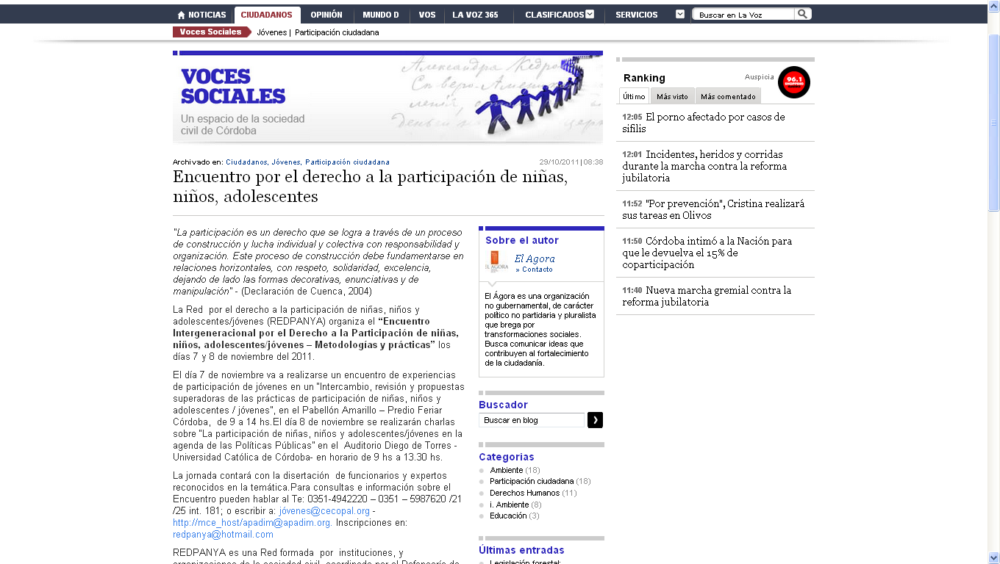 NOTICIAS CIUDADANOS OPINIÓN MUNDO D VOS LA VOZ 365 CLASIFICADOS SERVICIOS Buscar en La Voz
Voces Sociales Jóvenes | Participación ciudadana
VOCES
SOCIALES
Un espacio de la sociedad
civil de Córdoba
Archivado en: Ciudadanos, Jóvenes, Participación ciudadana
29/10/2011|08:38
Encuentro por el derecho a la participación de niñas,
niños, adolescentes
"La participación es un derecho que se logra a través de un proceso
de construcción y lucha individual y colectiva con responsabilidad y
organización. Este proceso de construcción debe fundamentarse en
relaciones horizontales, con respeto, solidaridad, excelencia,
dejando de lado las formas decorativas, enunciativas y de
manipulación" - (Declaración de Cuenca, 2004)
La Red por el derecho a la participación de niñas, niños y
adolescentes/jóvenes (REDPANYA) organiza el “Encuentro
Intergeneracional por el Derecho a la Participación de niñas,
niños, adolescentes/jóvenes – Metodologías y prácticas” los
días 7 y 8 de noviembre del 2011.
El día 7 de noviembre va a realizarse un encuentro de experiencias
de participación de jóvenes en un "Intercambio, revisión y propuestas
superadoras de las prácticas de participación de niñas, niños y
adolescentes / jóvenes", en el Pabellón Amarillo – Predio Feriar
Córdoba, de 9 a 14 hs.El día 8 de noviembre se realizarán charlas
sobre "La participación de niñas, niños y adolescentes/jóvenes en la
agenda de las Políticas Públicas" en el Auditorio Diego de Torres -
Universidad Católica de Córdoba- en horario de 9 hs a 13.30 hs.
La jornada contará con la disertación de funcionarios y expertos
reconocidos en la temática.Para consultas e información sobre el
Encuentro pueden hablar al Te: 0351-4942220 – 0351 – 5987620 /21
/25 int. 181; o escribir a: jóvenes@cecopal.org -
http://mce_host/apadim@apadim.org. Inscripciones en:
redpanya@hotmail.com
REDPANYA es una Red formada por instituciones, y
organizaciones de la sociedad civil, coordinada por el Defensoría de
Sobre el autor
IL AGORA
El Agora
» Contacto
El Ágora es una organización
no gubernamental, de carácter
político no partidaria y pluralista
que brega por
transformaciones sociales.
Busca comunicar ideas que
contribuyen al fortalecimiento
de la ciudadanía.
Buscador
Buscar en blog
Categorias
Ambiente (18)
Participación ciudadana (18)
Derechos Humanos (11)
i. Ambiente (8)
Educación (3)
Últimas entradas
Legislación forestal:
Ranking
Auspicia
96.1
SHOPPING
Último Más visto Más comentado
12:05 El porno afectado por casos de
sifilis
12:01 Incidentes, heridos y corridas
durante la marcha contra la reforma
jubilatoria
11:52 "Por prevención", Cristina realizará
sus tareas en Olivos
11:50 Córdoba intimó a la Nación para
que le devuelva el 15% de
coparticipación
11:40 Nueva marcha gremial contra la
reforma jubilatoria